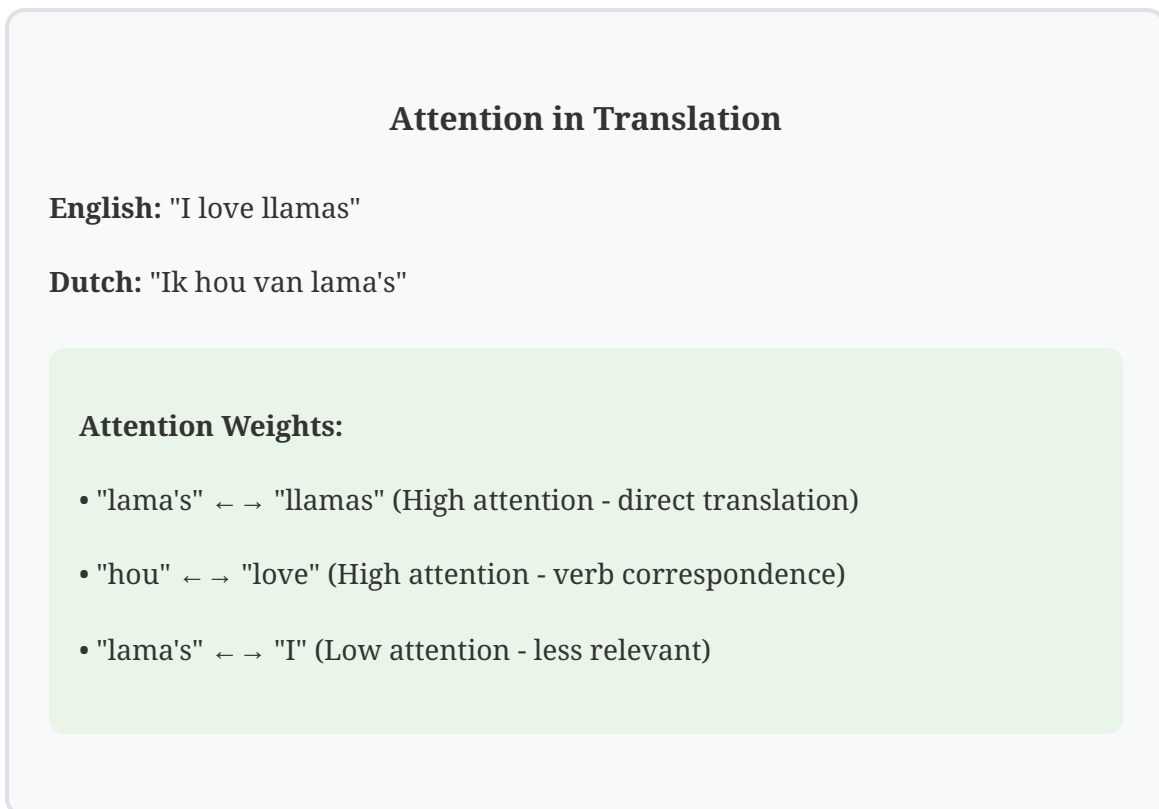 Attention in Translation
English: "I love llamas"
Dutch: "Ik hou van lama's"
Attention Weights:
• "lama's" ←→ "llamas" (High attention - direct translation)
• "hou" ←→ "love" (High attention - verb correspondence)
• "lama's" ←→ "I" (Low attention - less relevant)